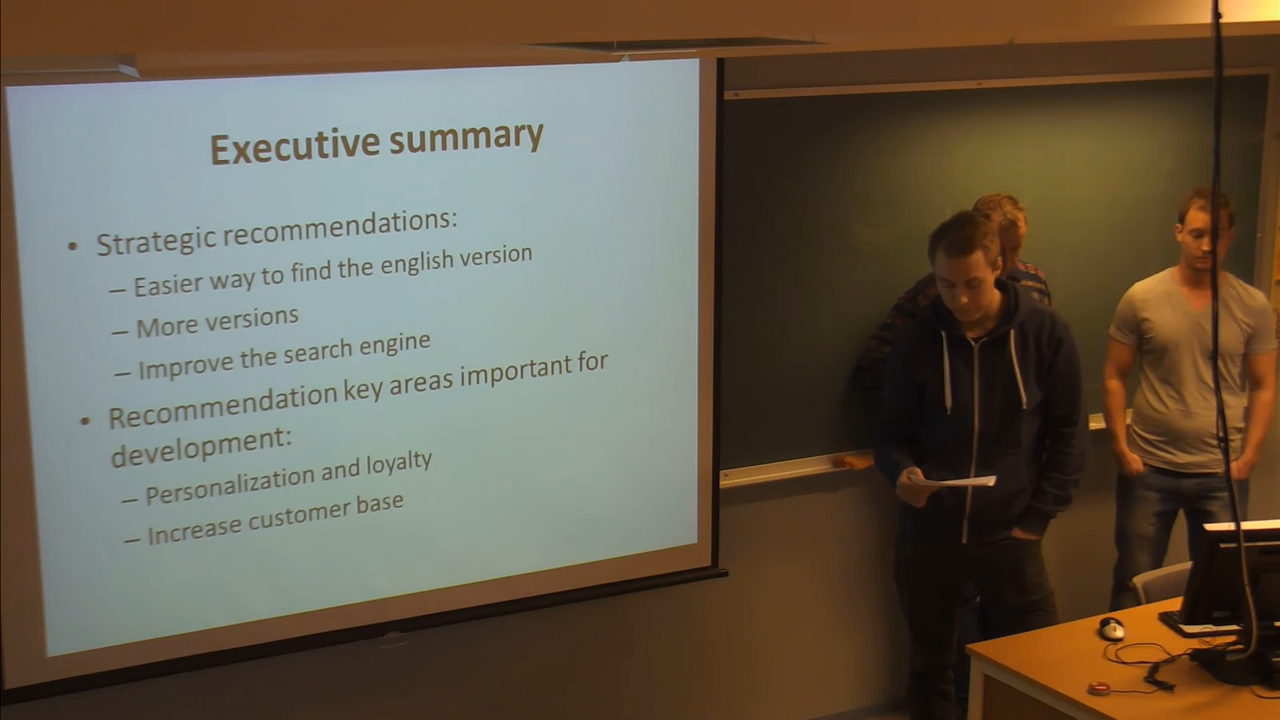 Executive summary
• Strategic recommendations:
– Easier way to find the english version
– More versions
– Improve the search engine
• Recommendation key areas important for
development:
– Personalization and loyalty
– Increase customer base